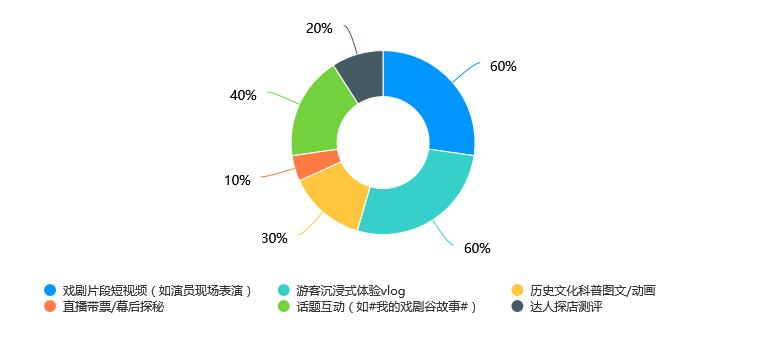 20%
60%
40%
10%
30%
60%
戏剧片段短视频（如演员现场表演）
游客沉浸式体验vlog
历史文化科普图文/动画
直播带票/幕后探秘
话题互动（如#我的戏剧谷故事#）
达人探店测评